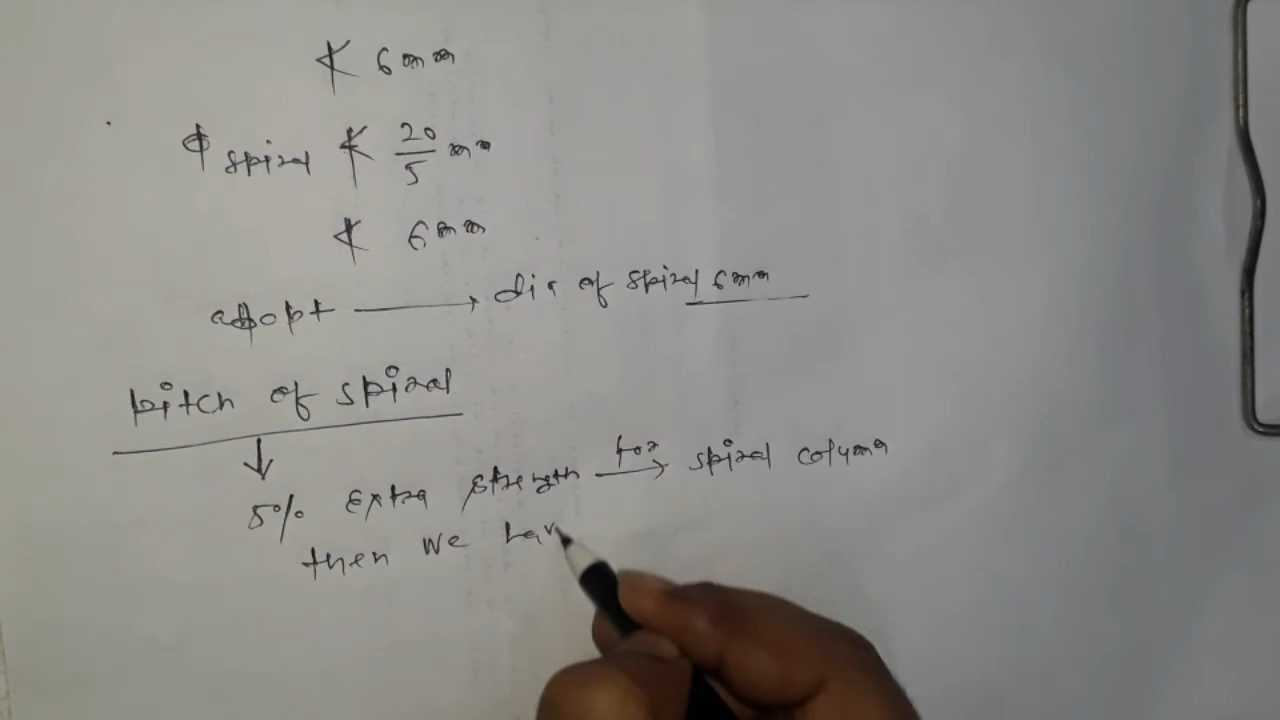 ≮ 6mm
ϕ spiral ≮ 20/5 mm
≮ 6mm
adopt → dia of spiral 6mm
pitch of spiral
↓
5% Extra strength for → spiral column
then we hav